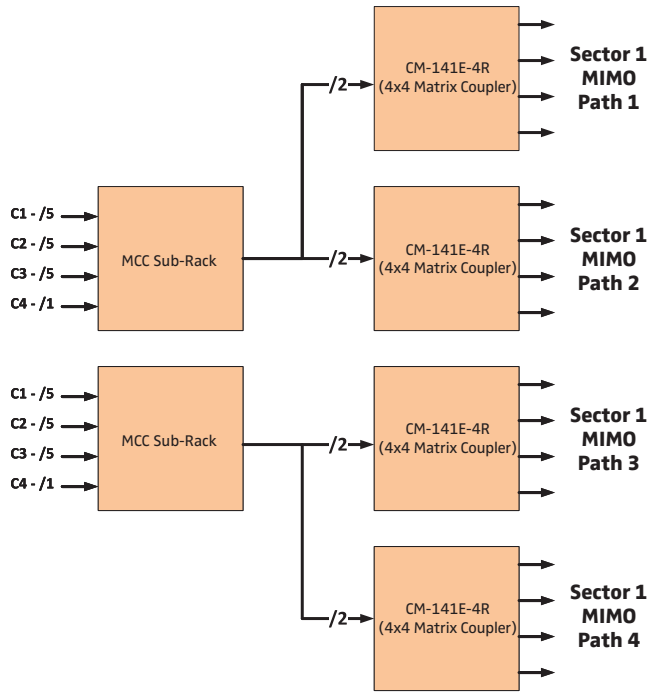 /2
CM-141E-4R
(4x4 Matrix Coupler)
Sector 1
MIMO
Path 1
C1 - /5
C2 - /5
C3 - /5
C4 - /1
MCC Sub-Rack
/2
CM-141E-4R
(4x4 Matrix Coupler)
Sector 1
MIMO
Path 2
C1 - /5
C2 - /5
C3 - /5
C4 - /1
MCC Sub-Rack
/2
CM-141E-4R
(4x4 Matrix Coupler)
Sector 1
MIMO
Path 3
/2
CM-141E-4R
(4x4 Matrix Coupler)
Sector 1
MIMO
Path 4